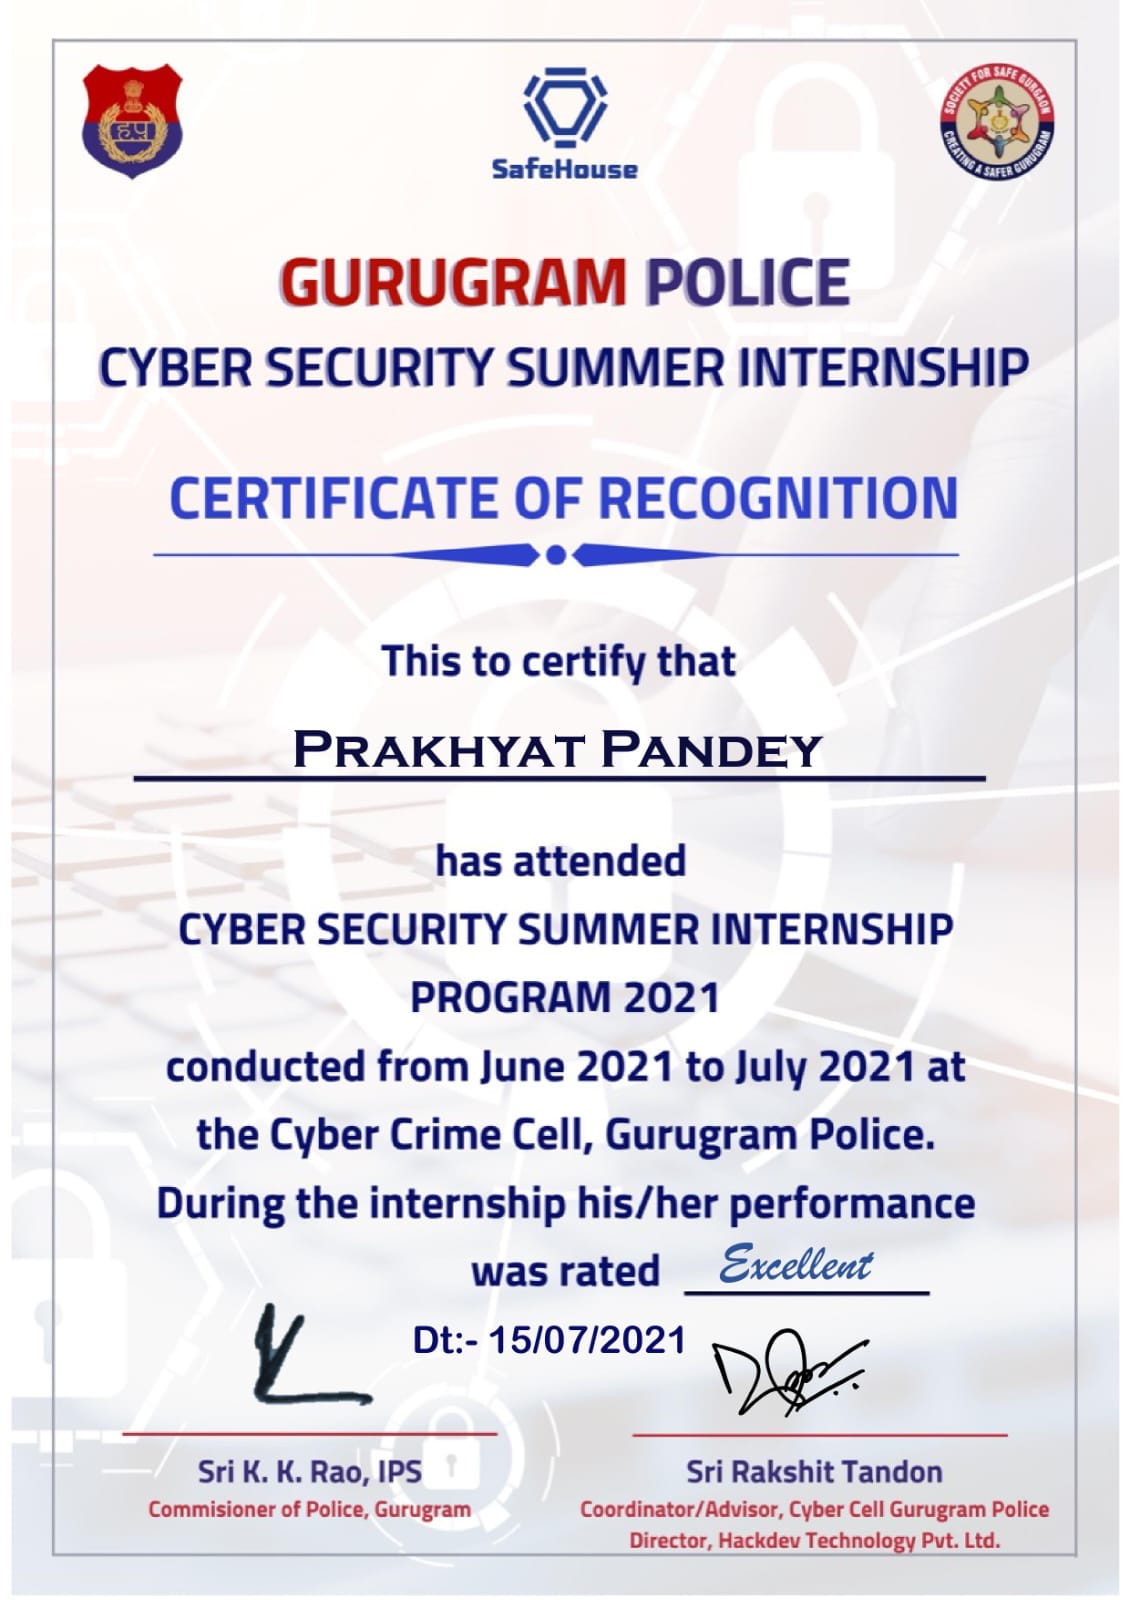 ह पु
SafeHouse
SOCIETY FOR SAFE GURGAON
CREATING A SAFER GURUGRAM
GURUGRAM POLICE
CYBER SECURITY SUMMER INTERNSHIP
CERTIFICATE OF RECOGNITION
This to certify that
PRAKHYAT PANDEY
has attended
CYBER SECURITY SUMMER INTERNSHIP
PROGRAM 2021
conducted from June 2021 to July 2021 at
the Cyber Crime Cell, Gurugram Police.
During the internship his/her performance
was rated Excellent
Dt:- 15/07/2021
Sri K. K. Rao, IPS
Commisioner of Police, Gurugram
Sri Rakshit Tandon
Coordinator/Advisor, Cyber Cell Gurugram Police
Director, Hackdev Technology Pvt. Ltd.